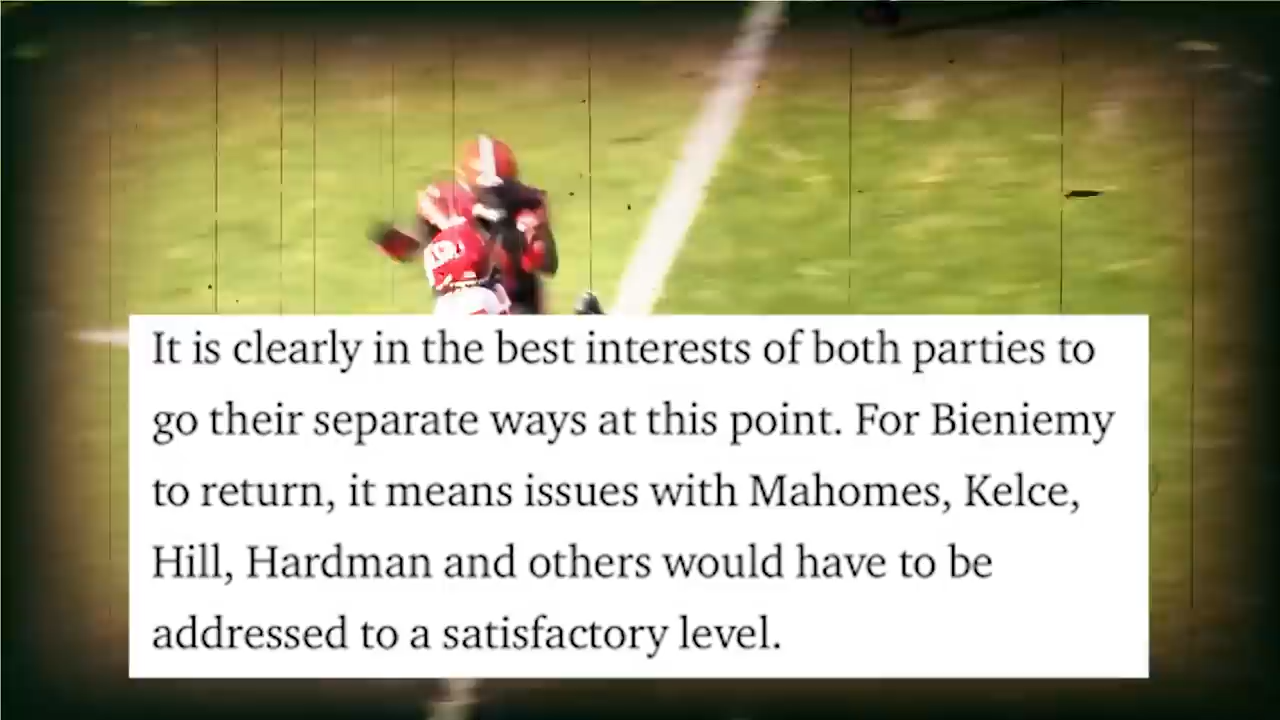 It is clearly in the best interests of both parties to
go their separate ways at this point. For Bieniemy
to return, it means issues with Mahomes, Kelce,
Hill, Hardman and others would have to be
addressed to a satisfactory level.